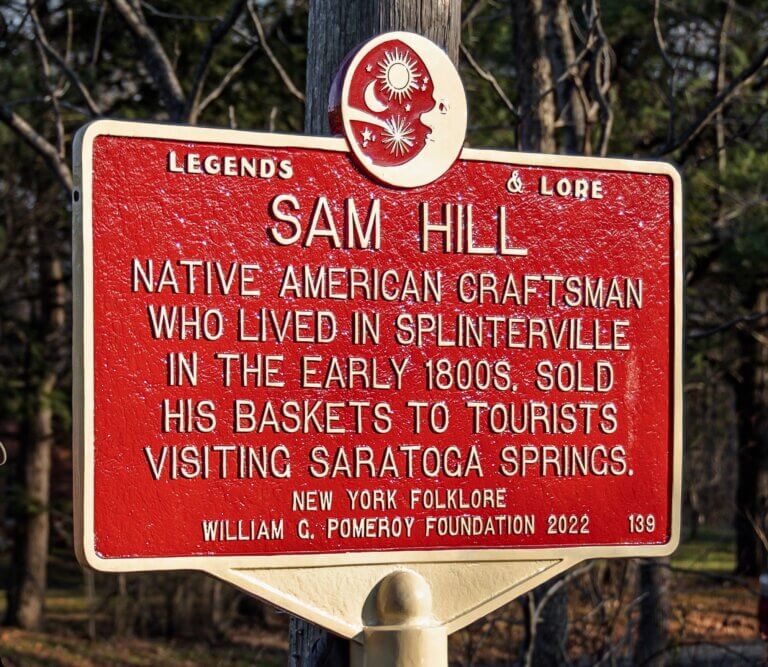 LEGENDS & LORE
SAM HILL
NATIVE AMERICAN CRAFTSMAN
WHO LIVED IN SPLINTERVILLE
IN THE EARLY 1800S. SOLD
HIS BASKETS TO TOURISTS
VISITING SARATOGA SPRINGS.
NEW YORK FOLKLORE
WILLIAM G. POMEROY FOUNDATION 2022 139